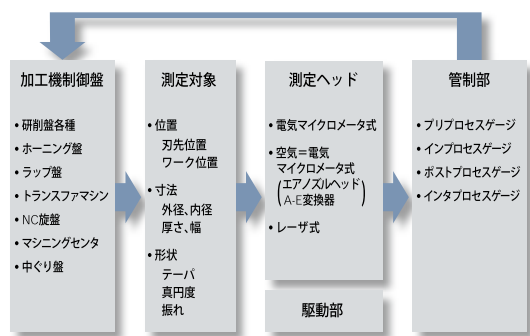 加工機制御盤
・研削盤各種
・ホーニング盤
・ラップ盤
・トランスファマシン
・NC旋盤
・マシニングセンタ
・中ぐり盤
測定対象
・位置
刃先位置
ワーク位置
・寸法
外径、内径
厚さ、幅
・形状
テーパ
真円度
振れ
測定ヘッド
・電気マイクロメータ式
・空気＝電気
マイクロメータ式
(エアノズルヘッド
A-E変換器)
・レーザ式
駆動部
管制部
・プリプロセスゲージ
・インプロセスゲージ
・ポストプロセスゲージ
・インタプロセスゲージ